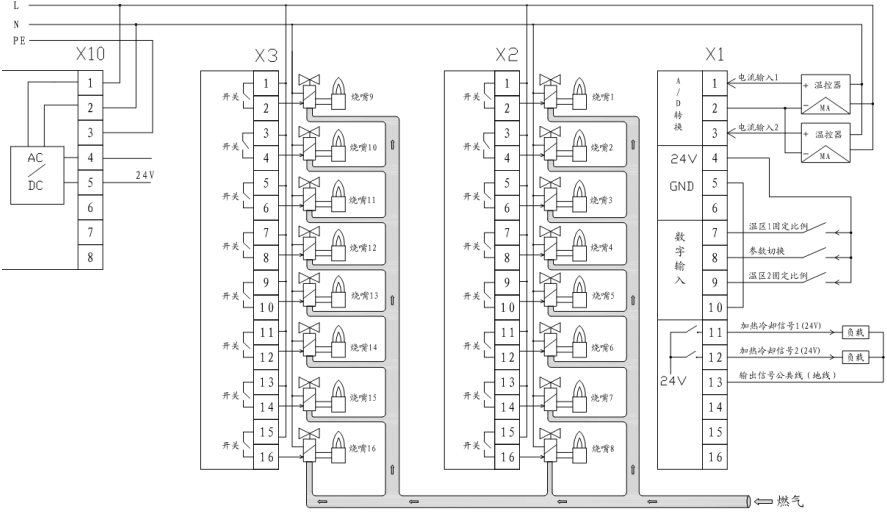 L
N
PE
X10
1
2
3
4
5
6
7
8
AC
DC
24V
X3
1
2
3
4
5
6
7
8
9
10
11
12
13
14
15
16
开关
开关
开关
开关
开关
开关
开关
开关
烧嘴9
烧嘴10
烧嘴11
烧嘴12
烧嘴13
烧嘴14
烧嘴15
烧嘴16
X2
1
2
3
4
5
6
7
8
9
10
11
12
13
14
15
16
开关
开关
开关
开关
开关
开关
开关
开关
烧嘴1
烧嘴2
烧嘴3
烧嘴4
烧嘴5
烧嘴6
烧嘴7
烧嘴8
X1
A/D转换
24V
GND
数字输入
24V
1
2
3
4
5
6
7
8
9
10
11
12
13
14
15
16
电流输入1
+ 温控器
- MA
电流输入2
+ 温控器
- MA
温区1固定比例
参数切换
温区2固定比例
加热冷却信号1(24V)
负载
加热冷却信号2(24V)
负载
输出信号公共线(地线)
燃气